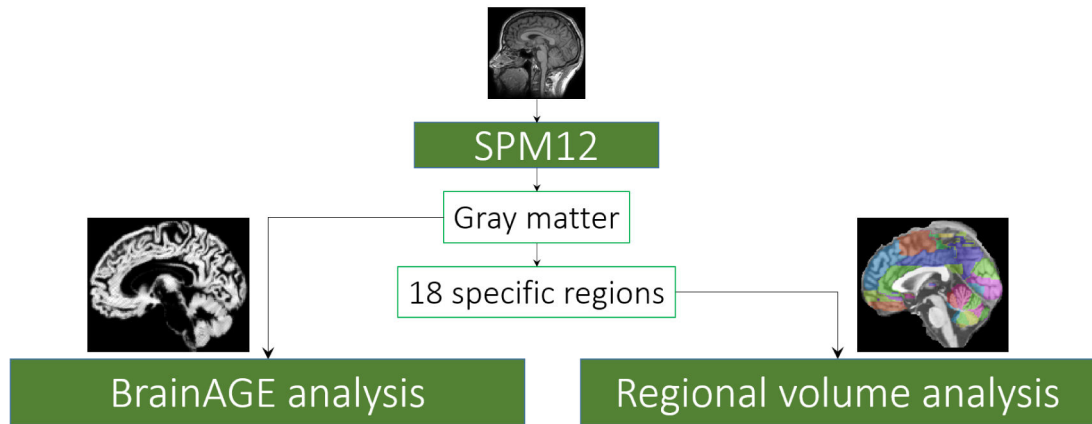 SPM12
Gray matter
18 specific regions
BrainAGE analysis
Regional volume analysis